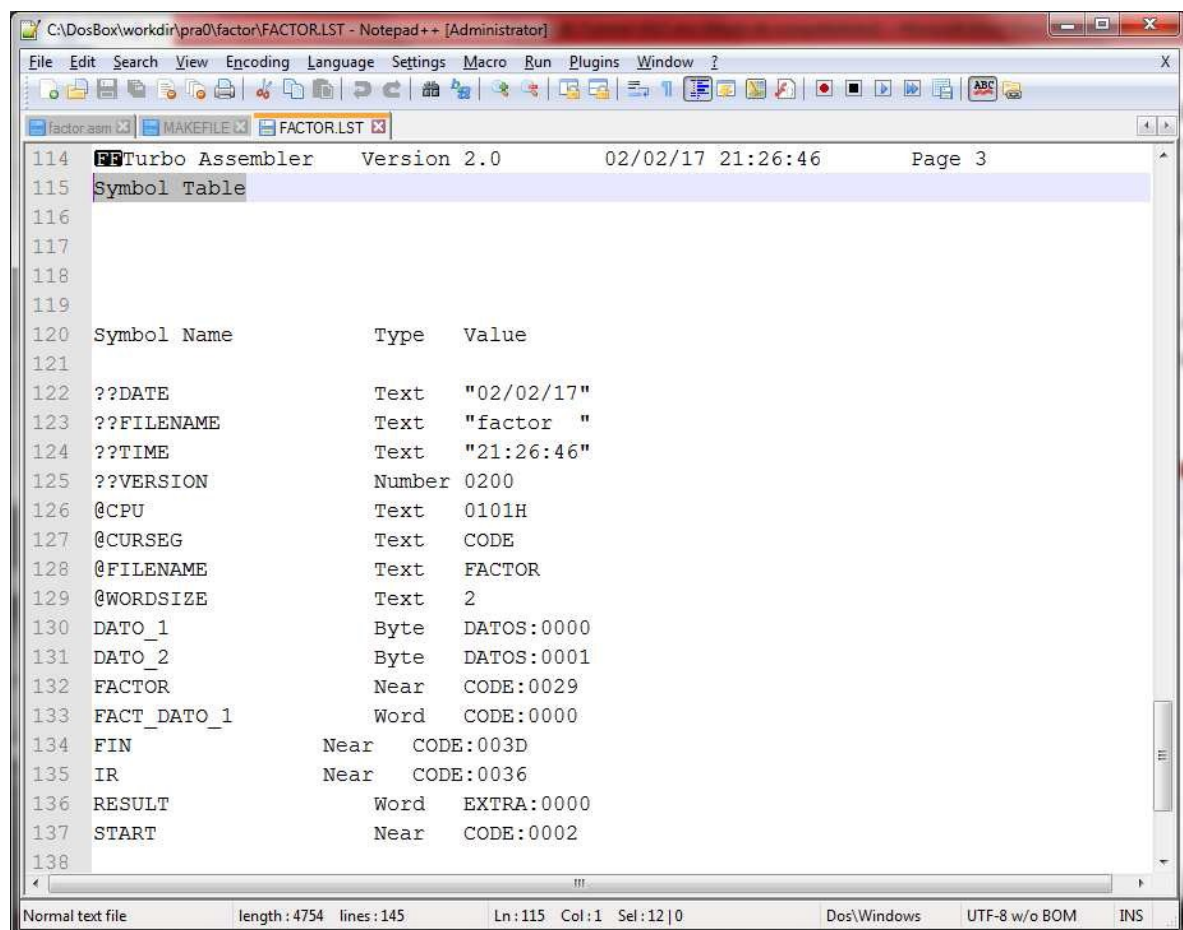 C:\DosBox\workdir\pra0\factor\FACTOR.LST - Notepad++ [Administrator]
File Edit Search View Encoding Language Settings Macro Run Plugins Window ? X
ABC
factor.asm MAKEFILE FACTOR.LST
114 FFTurbo Assembler Version 2.0 02/02/17 21:26:46 Page 3
115 Symbol Table
116
117
118
119
120 Symbol Name Type Value
121
122 ??DATE Text "02/02/17"
123 ??FILENAME Text "factor  "
124 ??TIME Text "21:26:46"
125 ??VERSION Number 0200
126 @CPU Text 0101H
127 @CURSEG Text CODE
128 @FILENAME Text FACTOR
129 @WORDSIZE Text 2
130 DATO_1 Byte DATOS:0000
131 DATO_2 Byte DATOS:0001
132 FACTOR Near CODE:0029
133 FACT_DATO_1 Word CODE:0000
134 FIN Near CODE:003D
135 IR Near CODE:0036
136 RESULT Word EXTRA:0000
137 START Near CODE:0002
138
Normal text file length : 4754 lines : 145 Ln : 115 Col : 1 Sel : 12 | 0 Dos\Windows UTF-8 w/o BOM INS